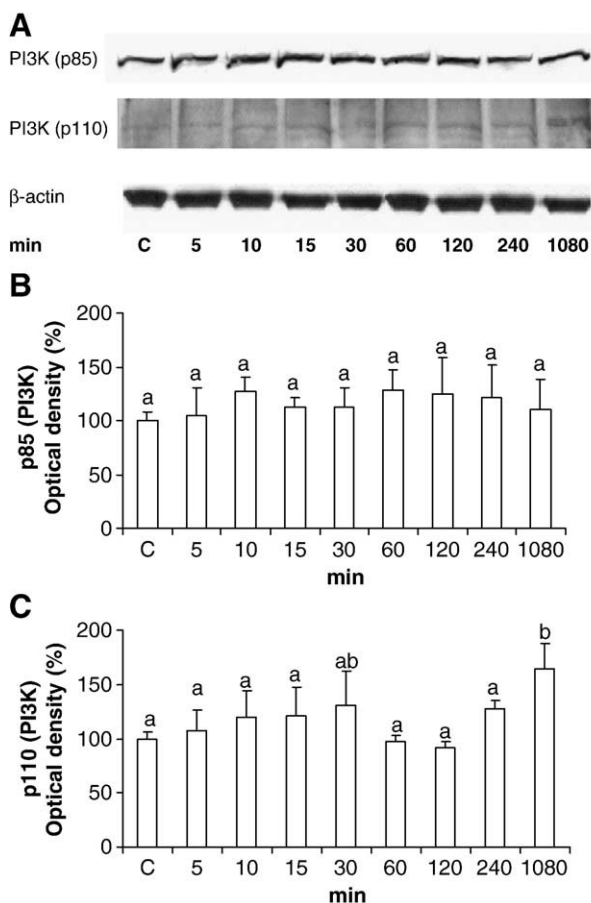 A
PI3K (p85)
PI3K (p110)
β-actin
min C 5 10 15 30 60 120 240 1080
B
p85 (PI3K)
Optical density (%)
200
150
100
50
0
a a a a a a a a a
C 5 10 15 30 60 120 240 1080
min
C
p110 (PI3K)
Optical density (%)
200
150
100
50
0
a a a a ab a a a b
C 5 10 15 30 60 120 240 1080
min